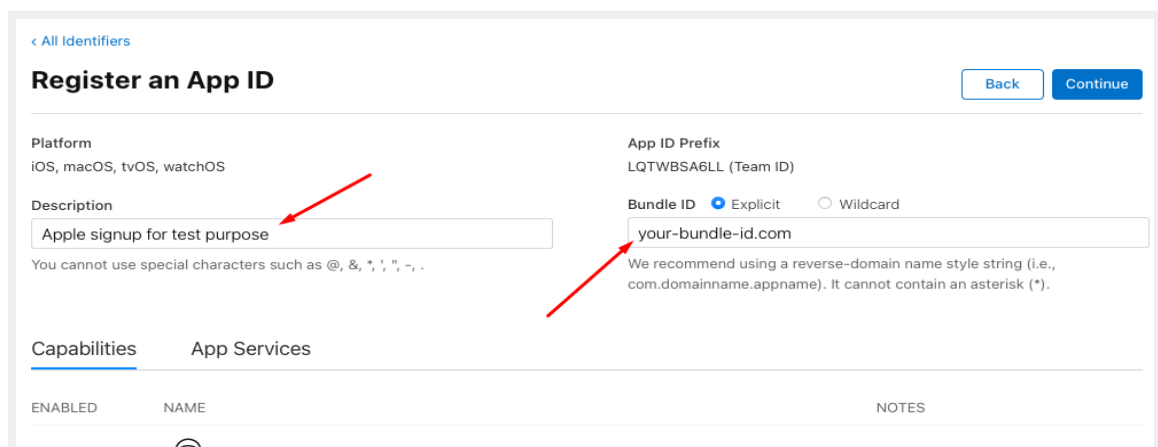 ‹ All Identifiers
Register an App ID
Back
Continue
Platform
iOS, macOS, tvOS, watchOS
App ID Prefix
LQTWBSA6LL (Team ID)
Description
Apple signup for test purpose
You cannot use special characters such as @, &, *, ', ", -, .
Bundle ID Explicit Wildcard
your-bundle-id.com
We recommend using a reverse-domain name style string (i.e.,
com.domainname.appname). It cannot contain an asterisk (*).
Capabilities App Services
ENABLED NAME NOTES